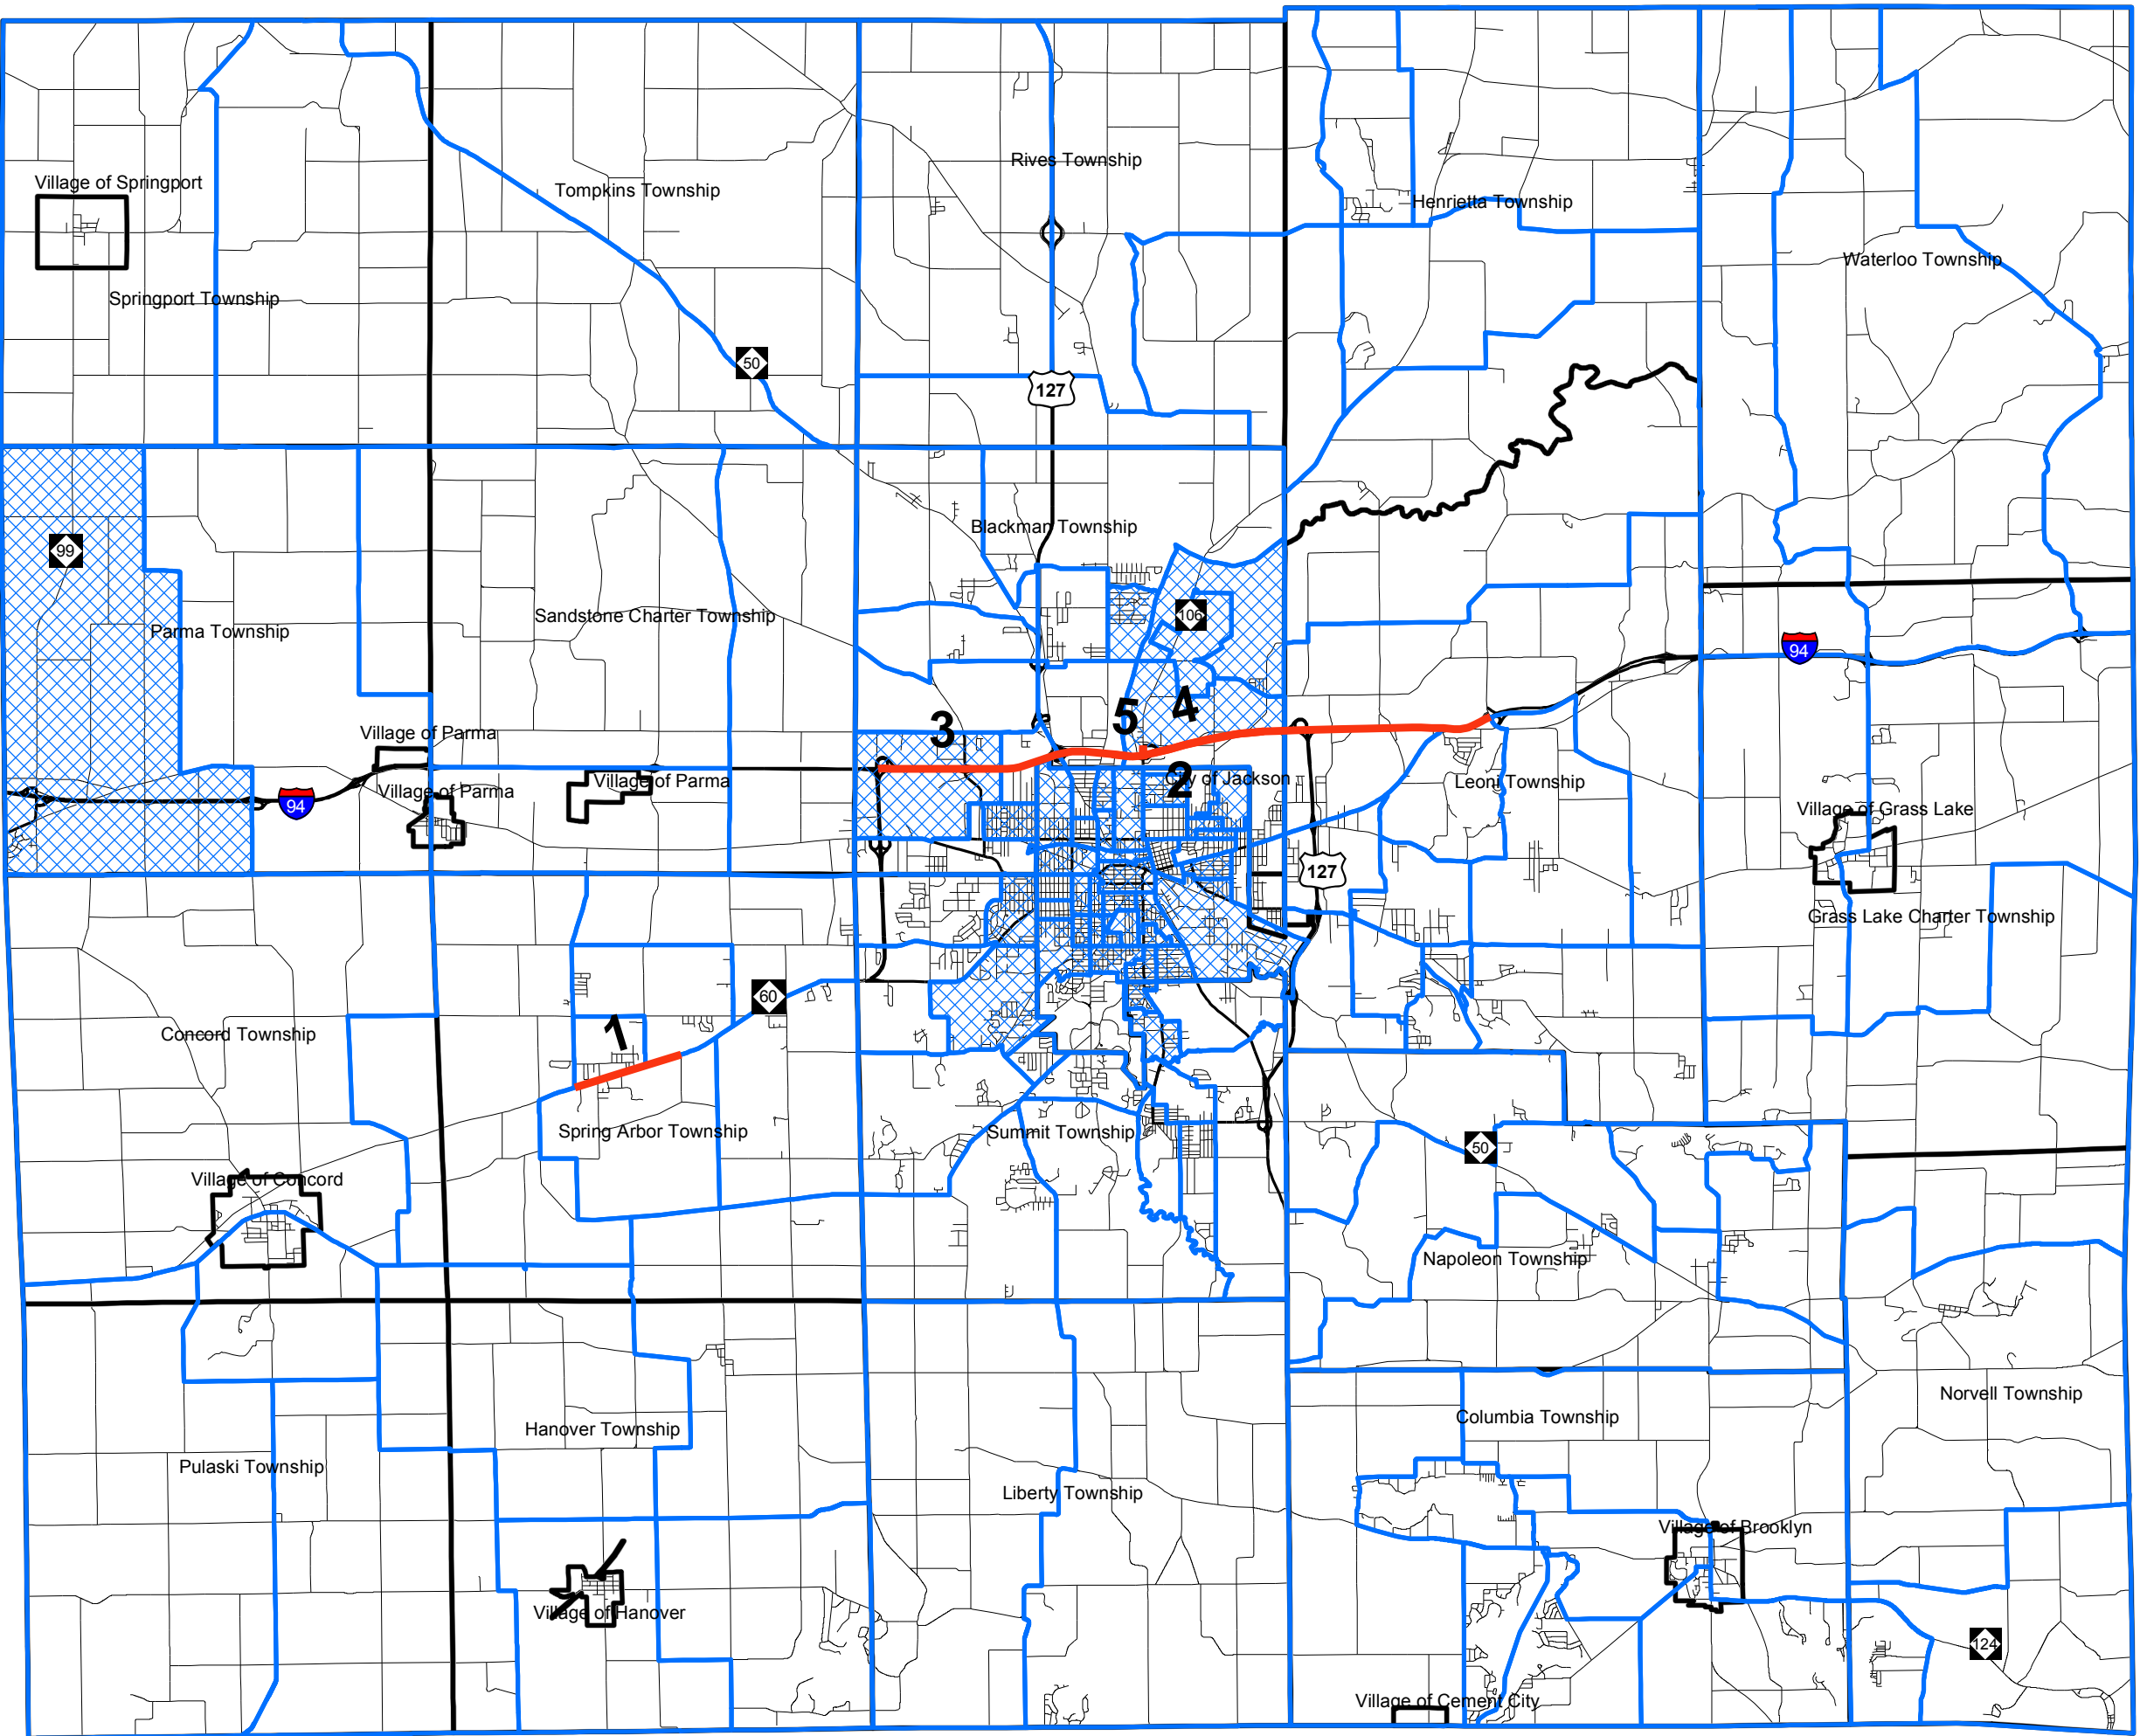 Rives Township
Village of Springport
Tompkins Township
Henrietta Township
Waterloo Township
Springport Township
50
127
Blackman Township
99
106
Sandstone Charter Township
Parma Township
94
3
5
4
Village of Parma
2
City of Jackson
Village of Parma
Leoni Township
Village of Parma
94
Village of Grass Lake
127
Grass Lake Charter Township
60
1
Concord Township
Spring Arbor Township
Summit Township
50
Village of Concord
Napoleon Township
Norvell Township
Columbia Township
Hanover Township
Pulaski Township
Liberty Township
Village of Brooklyn
Village of Hanover
124
Village of Cement City